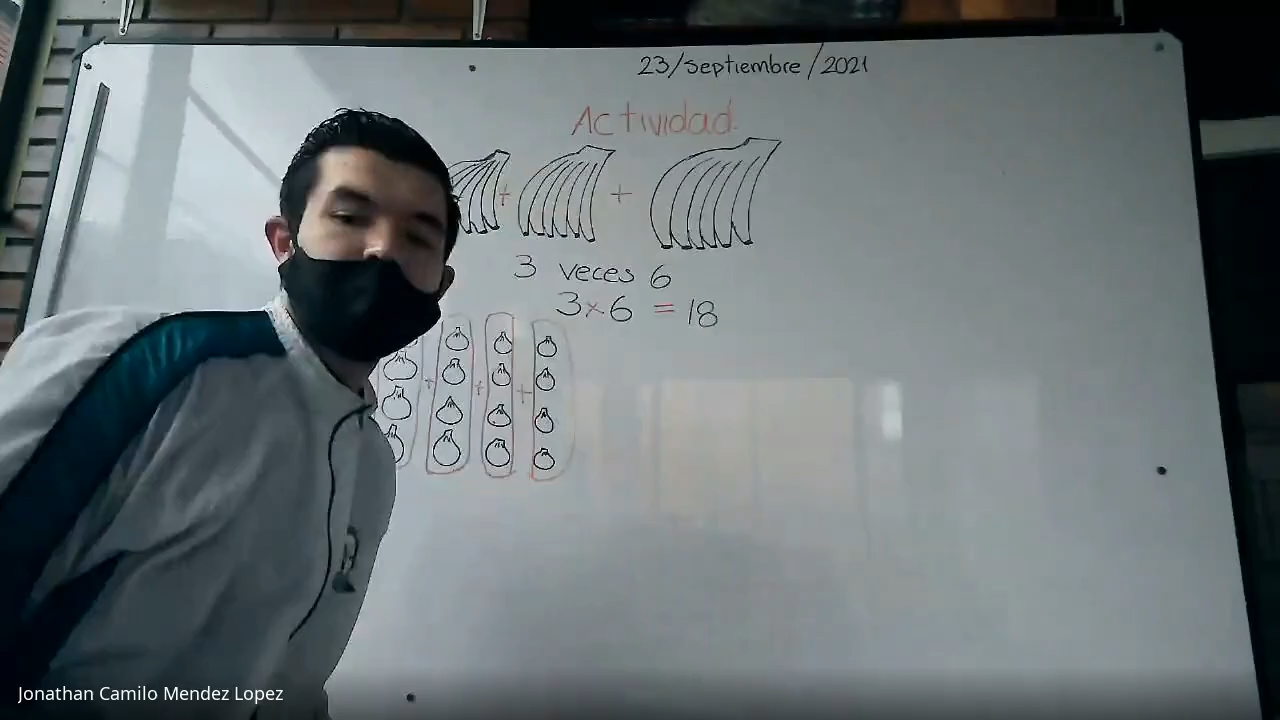 23/Septiembre/2021
Actividad.
+ +
3 veces 6
3x6 = 18
+ + +
Jonathan Camilo Mendez Lopez